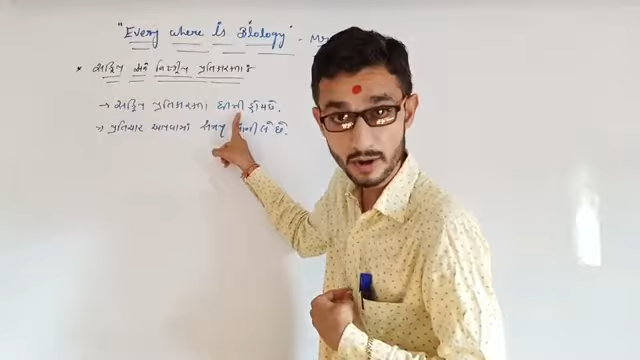 "Every where is Biology" - Mr
* સક્રિય અને નિષ્ક્રિય પ્રતિકારકતા :
→ સક્રિય પ્રતિકારકતા ધીમી હોય છે.
→ પ્રતિચાર આપવામાં સમય લે છે.